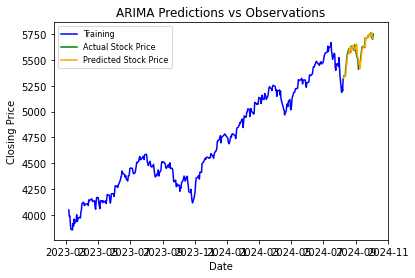 ARIMA Predictions vs Observations
Training
Actual Stock Price
Predicted Stock Price
Closing Price
5750
5500
5250
5000
4750
4500
4250
4000
2023-03 2023-05 2023-07 2023-09 2023-11 2024-01 2024-03 2024-05 2024-07 2024-09 2024-11
Date